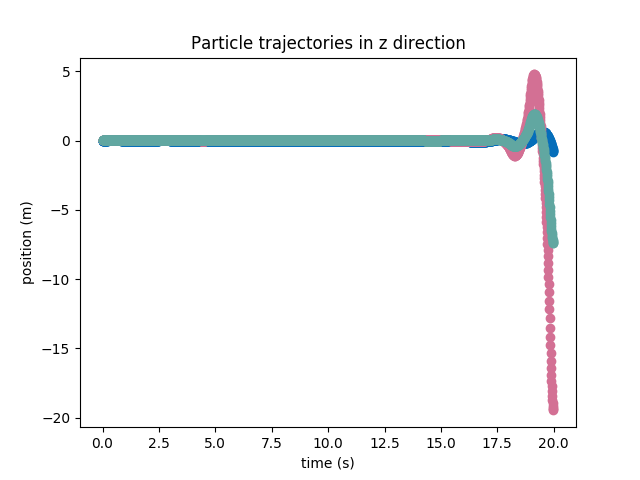 Particle trajectories in z direction
5
0
−5
−10
−15
−20
position (m)
0.0 2.5 5.0 7.5 10.0 12.5 15.0 17.5 20.0
time (s)